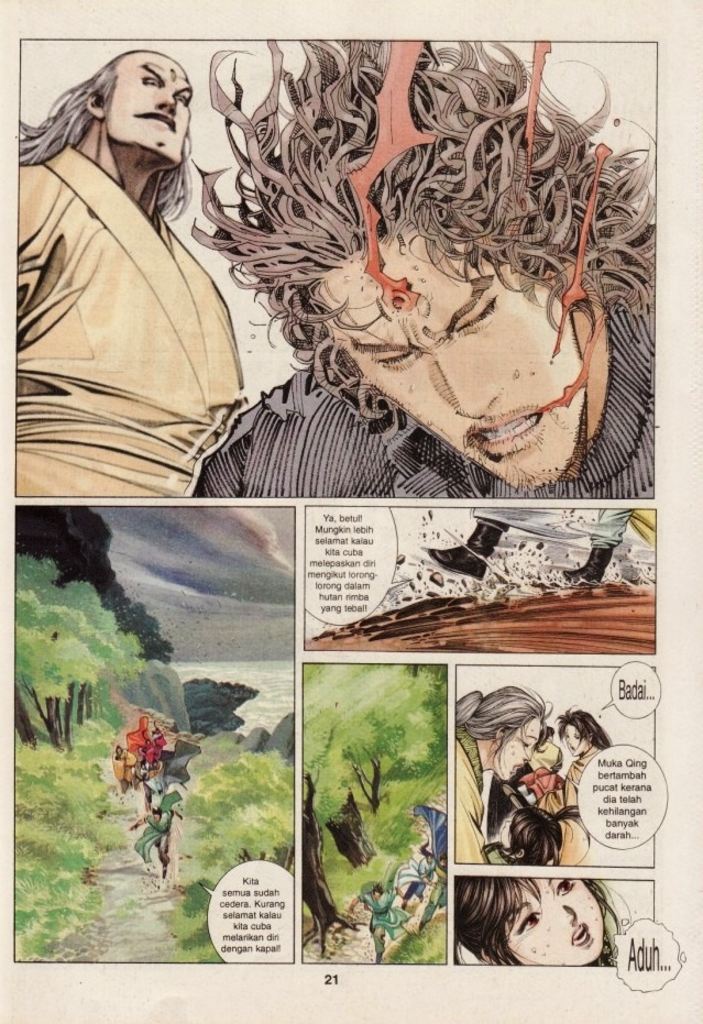 Kita
semua sudah
cedera. Kurang
selamat kalau
kita cuba
melarikan diri
dengan kapal!
Ya, betul!
Mungkin lebih
selamat kalau
kita cuba
melepaskan diri
mengikut lorong-
lorong dalam
hutan rimba
yang tebal!
Badai...
Muka Qing
bertambah
pucat kerana
dia telah
kehilangan
banyak
darah...
Aduh...
21